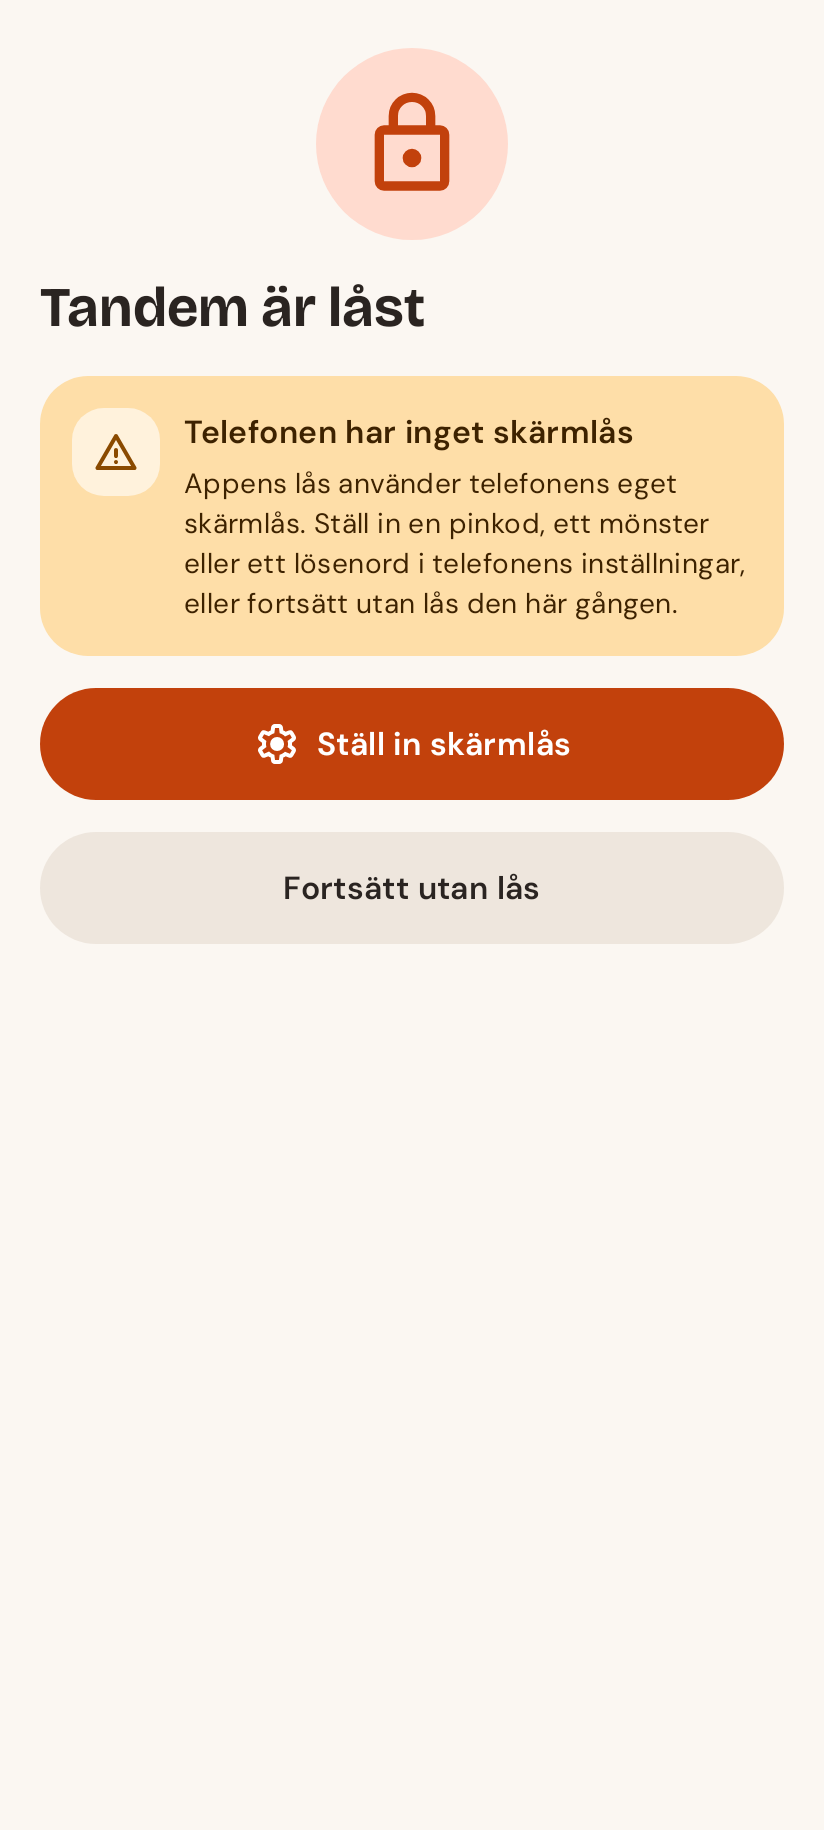 Tandem är låst
Telefonen har inget skärmlås
Appens lås använder telefonens eget
skärmlås. Ställ in en pinkod, ett mönster
eller ett lösenord i telefonens inställningar,
eller fortsätt utan lås den här gången.
Ställ in skärmlås
Fortsätt utan lås